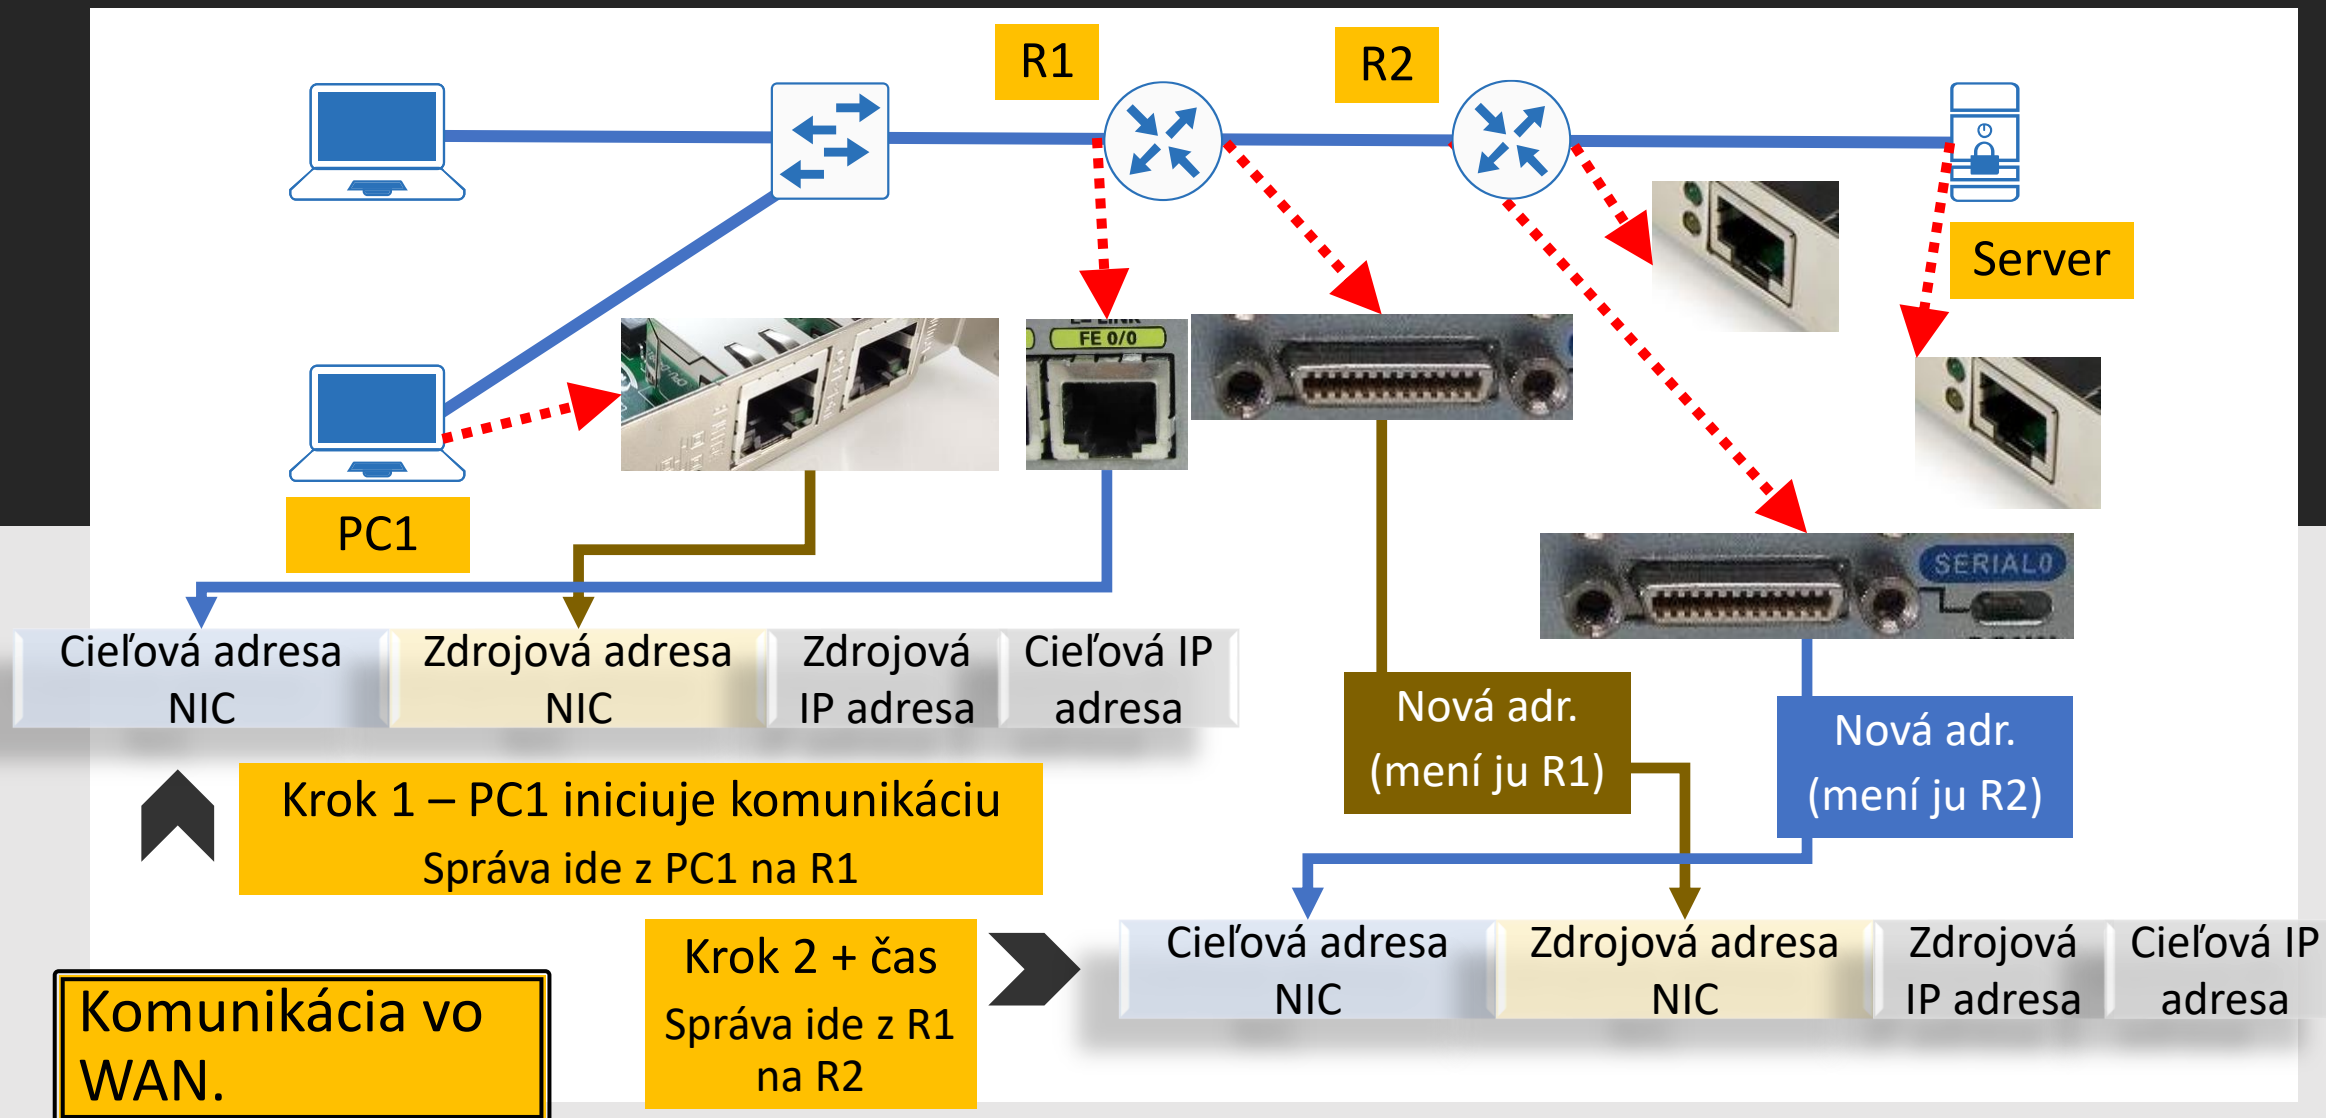 R1
R2
Server
FE 0/0
PC1
SERIAL0
Cieľová adresa
NIC
Zdrojová adresa
NIC
Zdrojová
IP adresa
Cieľová IP
adresa
Nová adr.
(mení ju R1)
Nová adr.
(mení ju R2)
Krok 1 – PC1 iniciuje komunikáciu
Správa ide z PC1 na R1
Krok 2 + čas
Správa ide z R1
na R2
Cieľová adresa
NIC
Zdrojová adresa
NIC
Zdrojová
IP adresa
Cieľová IP
adresa
Komunikácia vo
WAN.